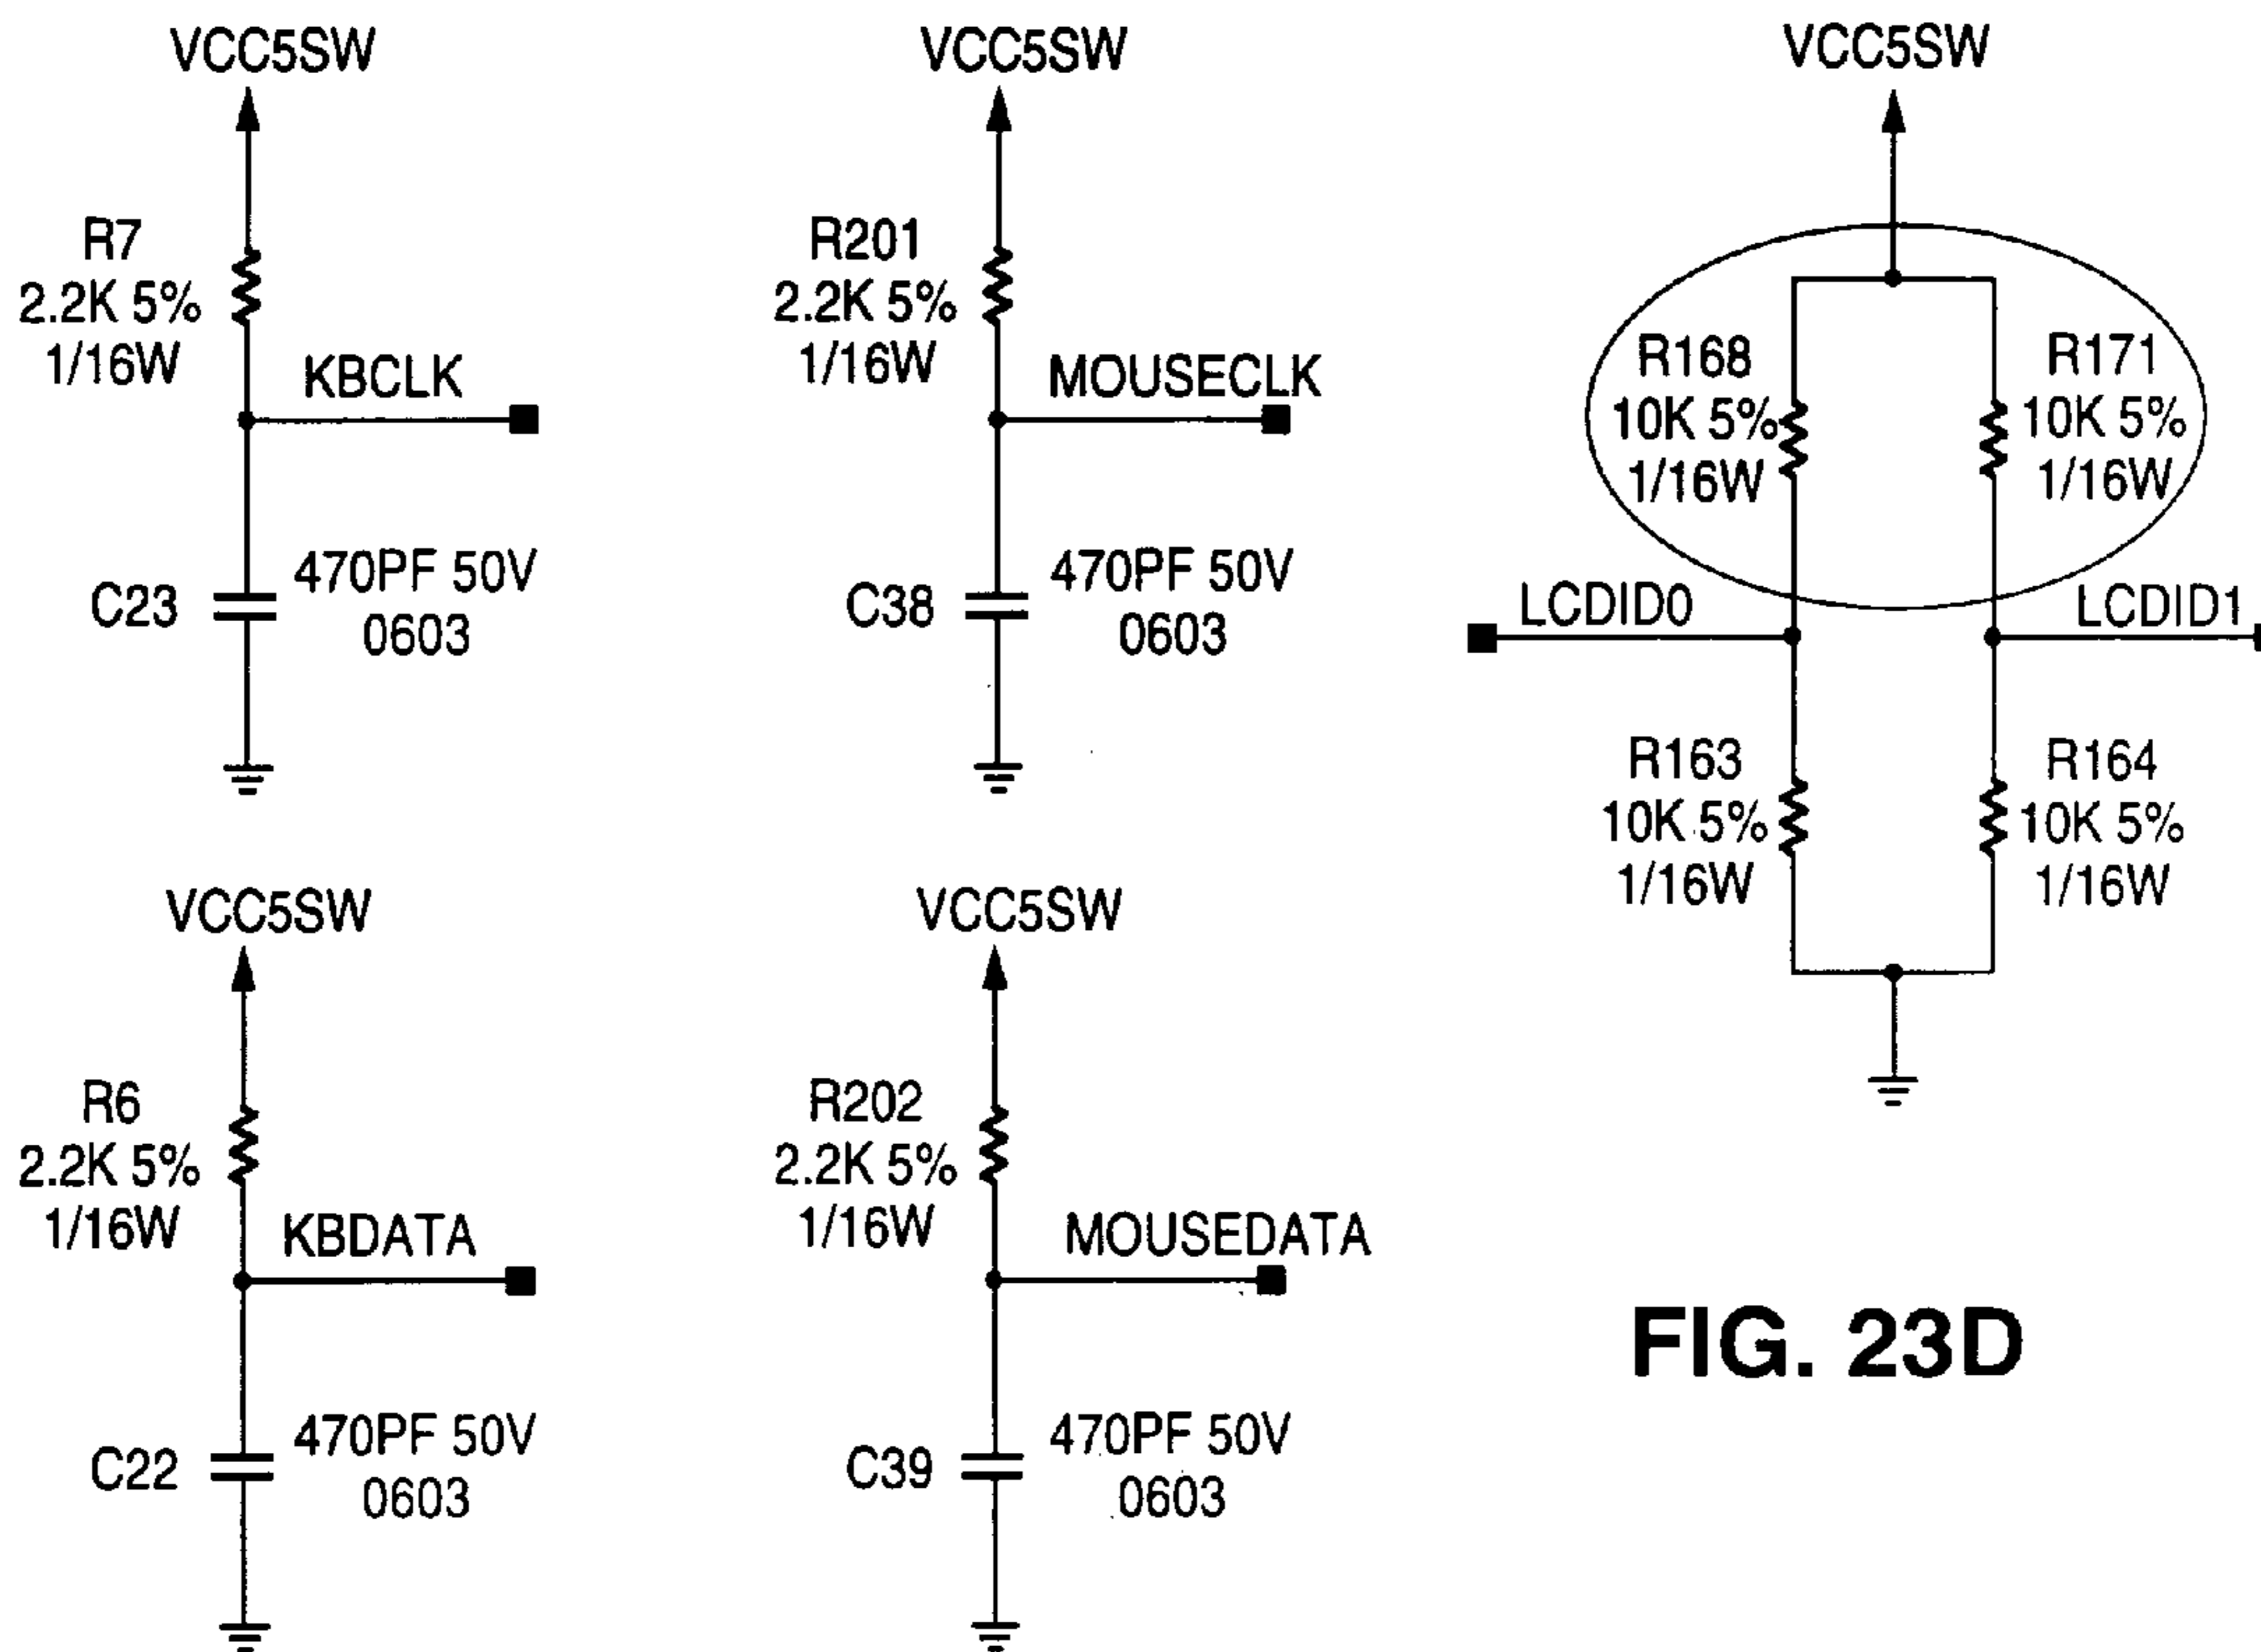 VCC5SW
R7
2.2K 5%
1/16W
KBCLK
C23
470PF 50V
0603
VCC5SW
R201
2.2K 5%
1/16W
MOUSECLK
C38
470PF 50V
0603
VCC5SW
R168
10K 5%
1/16W
R171
10K 5%
1/16W
LCDID0
LCDID1
R163
10K 5%
1/16W
R164
10K 5%
1/16W
VCC5SW
R6
2.2K 5%
1/16W
KBDATA
C22
470PF 50V
0603
VCC5SW
R202
2.2K 5%
1/16W
MOUSEDATA
C39
470PF 50V
0603
FIG. 23D